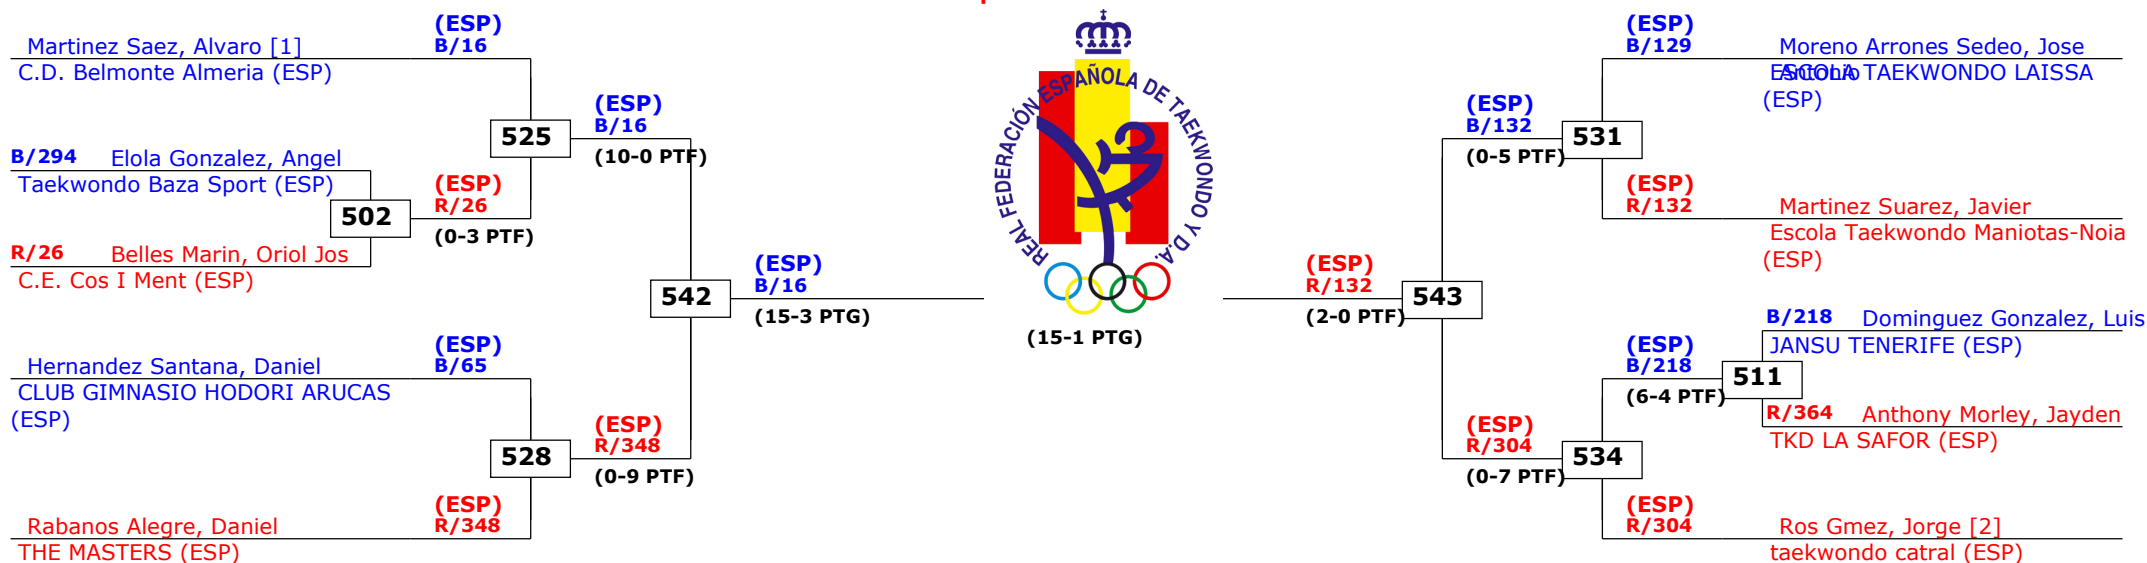 (ESP)
Martinez Saez, Alvaro [1]
B/16
C.D. Belmonte Almeria (ESP)
(ESP)
B/16
525
(10-0 PTF)
B/294 Elola Gonzalez, Angel
Taekwondo Baza Sport (ESP)
(ESP)
R/26
502
(0-3 PTF)
R/26 Belles Marin, Oriol Jos
C.E. Cos I Ment (ESP)
(ESP)
B/16
542
(15-3 PTG)
(ESP)
Hernandez Santana, Daniel
B/65
CLUB GIMNASIO HODORI ARUCAS
(ESP)
(ESP)
R/348
528
(0-9 PTF)
(ESP)
Rabanos Alegre, Daniel
R/348
THE MASTERS (ESP)
REAL FEDERACIÓN ESPAÑOLA DE TAEKWONDO Y D.A.
(15-1 PTG)
(ESP)
B/129
Moreno Arrones Sedeo, Jose
Antonio
ESCOLA TAEKWONDO LAISSA
(ESP)
(ESP)
B/132
531
(0-5 PTF)
(ESP)
R/132
Martinez Suarez, Javier
Escola Taekwondo Maniotas-Noia
(ESP)
(ESP)
R/132
543
(2-0 PTF)
B/218 Dominguez Gonzalez, Luis
JANSU TENERIFE (ESP)
(ESP)
B/218
511
(6-4 PTF)
R/364 Anthony Morley, Jayden
TKD LA SAFOR (ESP)
(ESP)
R/304
534
(0-7 PTF)
(ESP)
R/304
Ros Gmez, Jorge [2]
taekwondo catral (ESP)